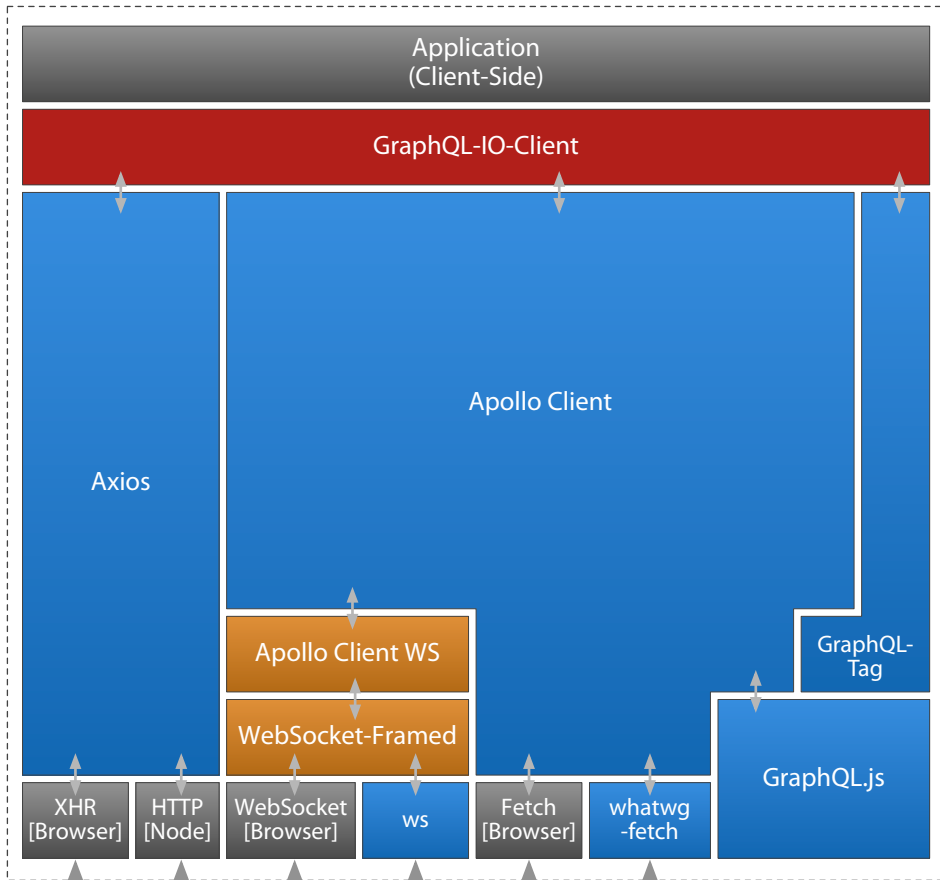 Application
(Client-Side)
GraphQL-IO-Client
Axios
Apollo Client
Apollo Client WS
GraphQL-
Tag
WebSocket-Framed
GraphQL.js
XHR
[Browser]
HTTP
[Node]
WebSocket
[Browser]
ws
Fetch
[Browser]
whatwg
-fetch